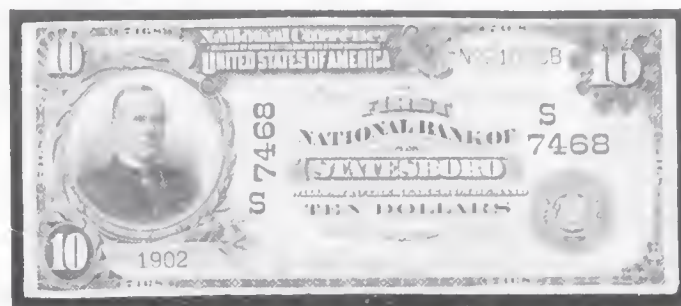 10
National Currency
UNITED STATES OF AMERICA
10
S 7468
FIRST
NATIONAL BANK OF
STATESBORO
TEN DOLLARS
S
7468
10
1902